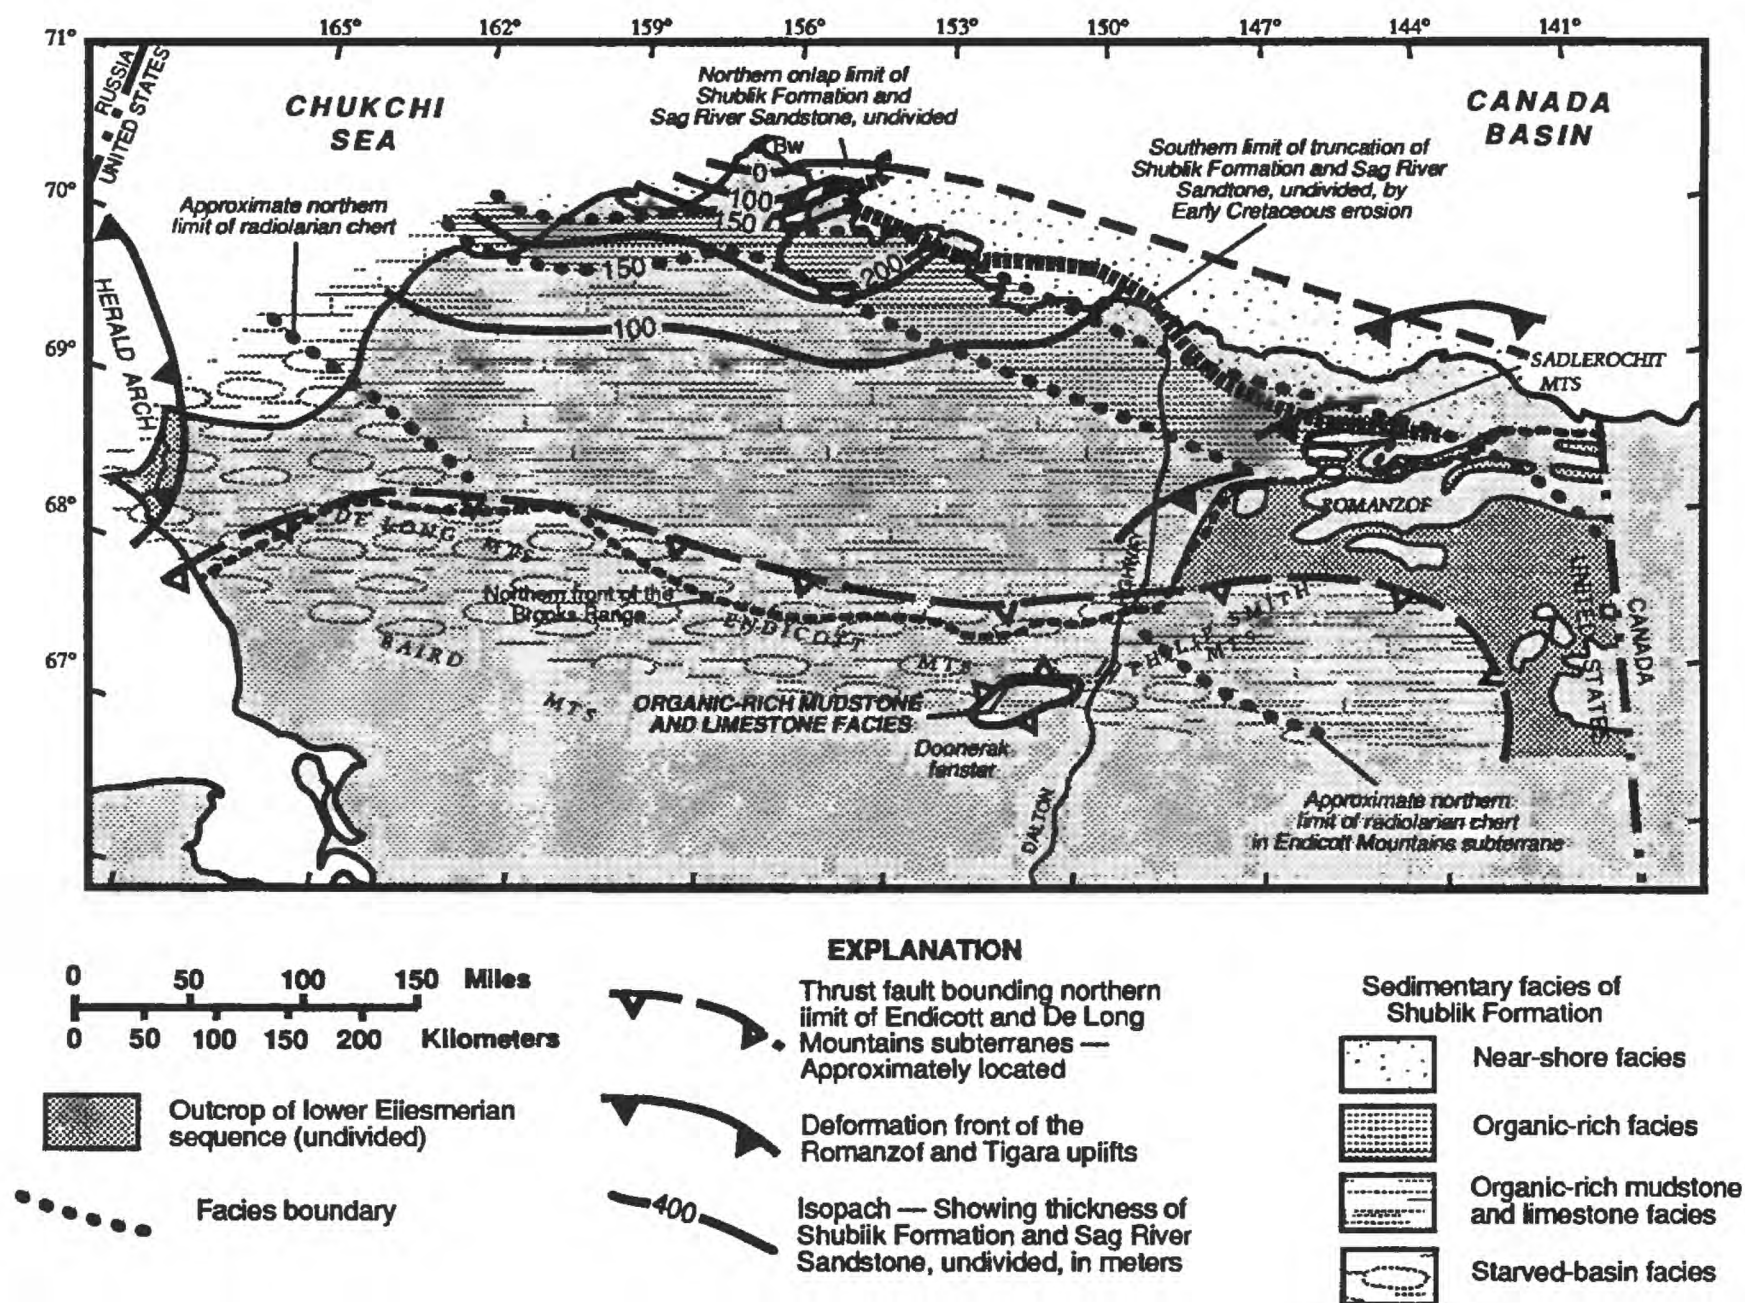 165°
162°
159°
156°
153°
150°
147°
144°
141°
71°
70°
69°
68°
67°
RUSSIA
UNITED STATES
CHUKCHI
SEA
Northern onlap limit of
Shublik Formation and
Sag River Sandstone, undivided
CANADA
BASIN
Southern limit of truncation of
Shublik Formation and Sag River
Sandtone, undivided, by
Early Cretaceous erosion
Approximate northern
limit of radiolarian chert
Bw
0
100
150
200
150
100
HERALD ARCH
SADLEROCHIT
MTS
ROMANZOF
DE LONG MTS
Northern front of the
Brooks Range
BAIRD
MTS
ENDICOTT
MTS
PHILIP SMITH
MTS
HIGHWAY
DALTON
ORGANIC-RICH MUDSTONE
AND LIMESTONE FACIES
Doonerak
fenster
UNITED STATES
CANADA
Approximate northern
limit of radiolarian chert
in Endicott Mountains subterrane
EXPLANATION
0 50 100 150 Miles
0 50 100 150 200 Kilometers
Outcrop of lower Ellesmerian
sequence (undivided)
Facies boundary
Thrust fault bounding northern
limit of Endicott and De Long
Mountains subterranes —
Approximately located
Deformation front of the
Romanzof and Tigara uplifts
400
Isopach — Showing thickness of
Shublik Formation and Sag River
Sandstone, undivided, in meters
Sedimentary facies of
Shublik Formation
Near-shore facies
Organic-rich facies
Organic-rich mudstone
and limestone facies
Starved-basin facies